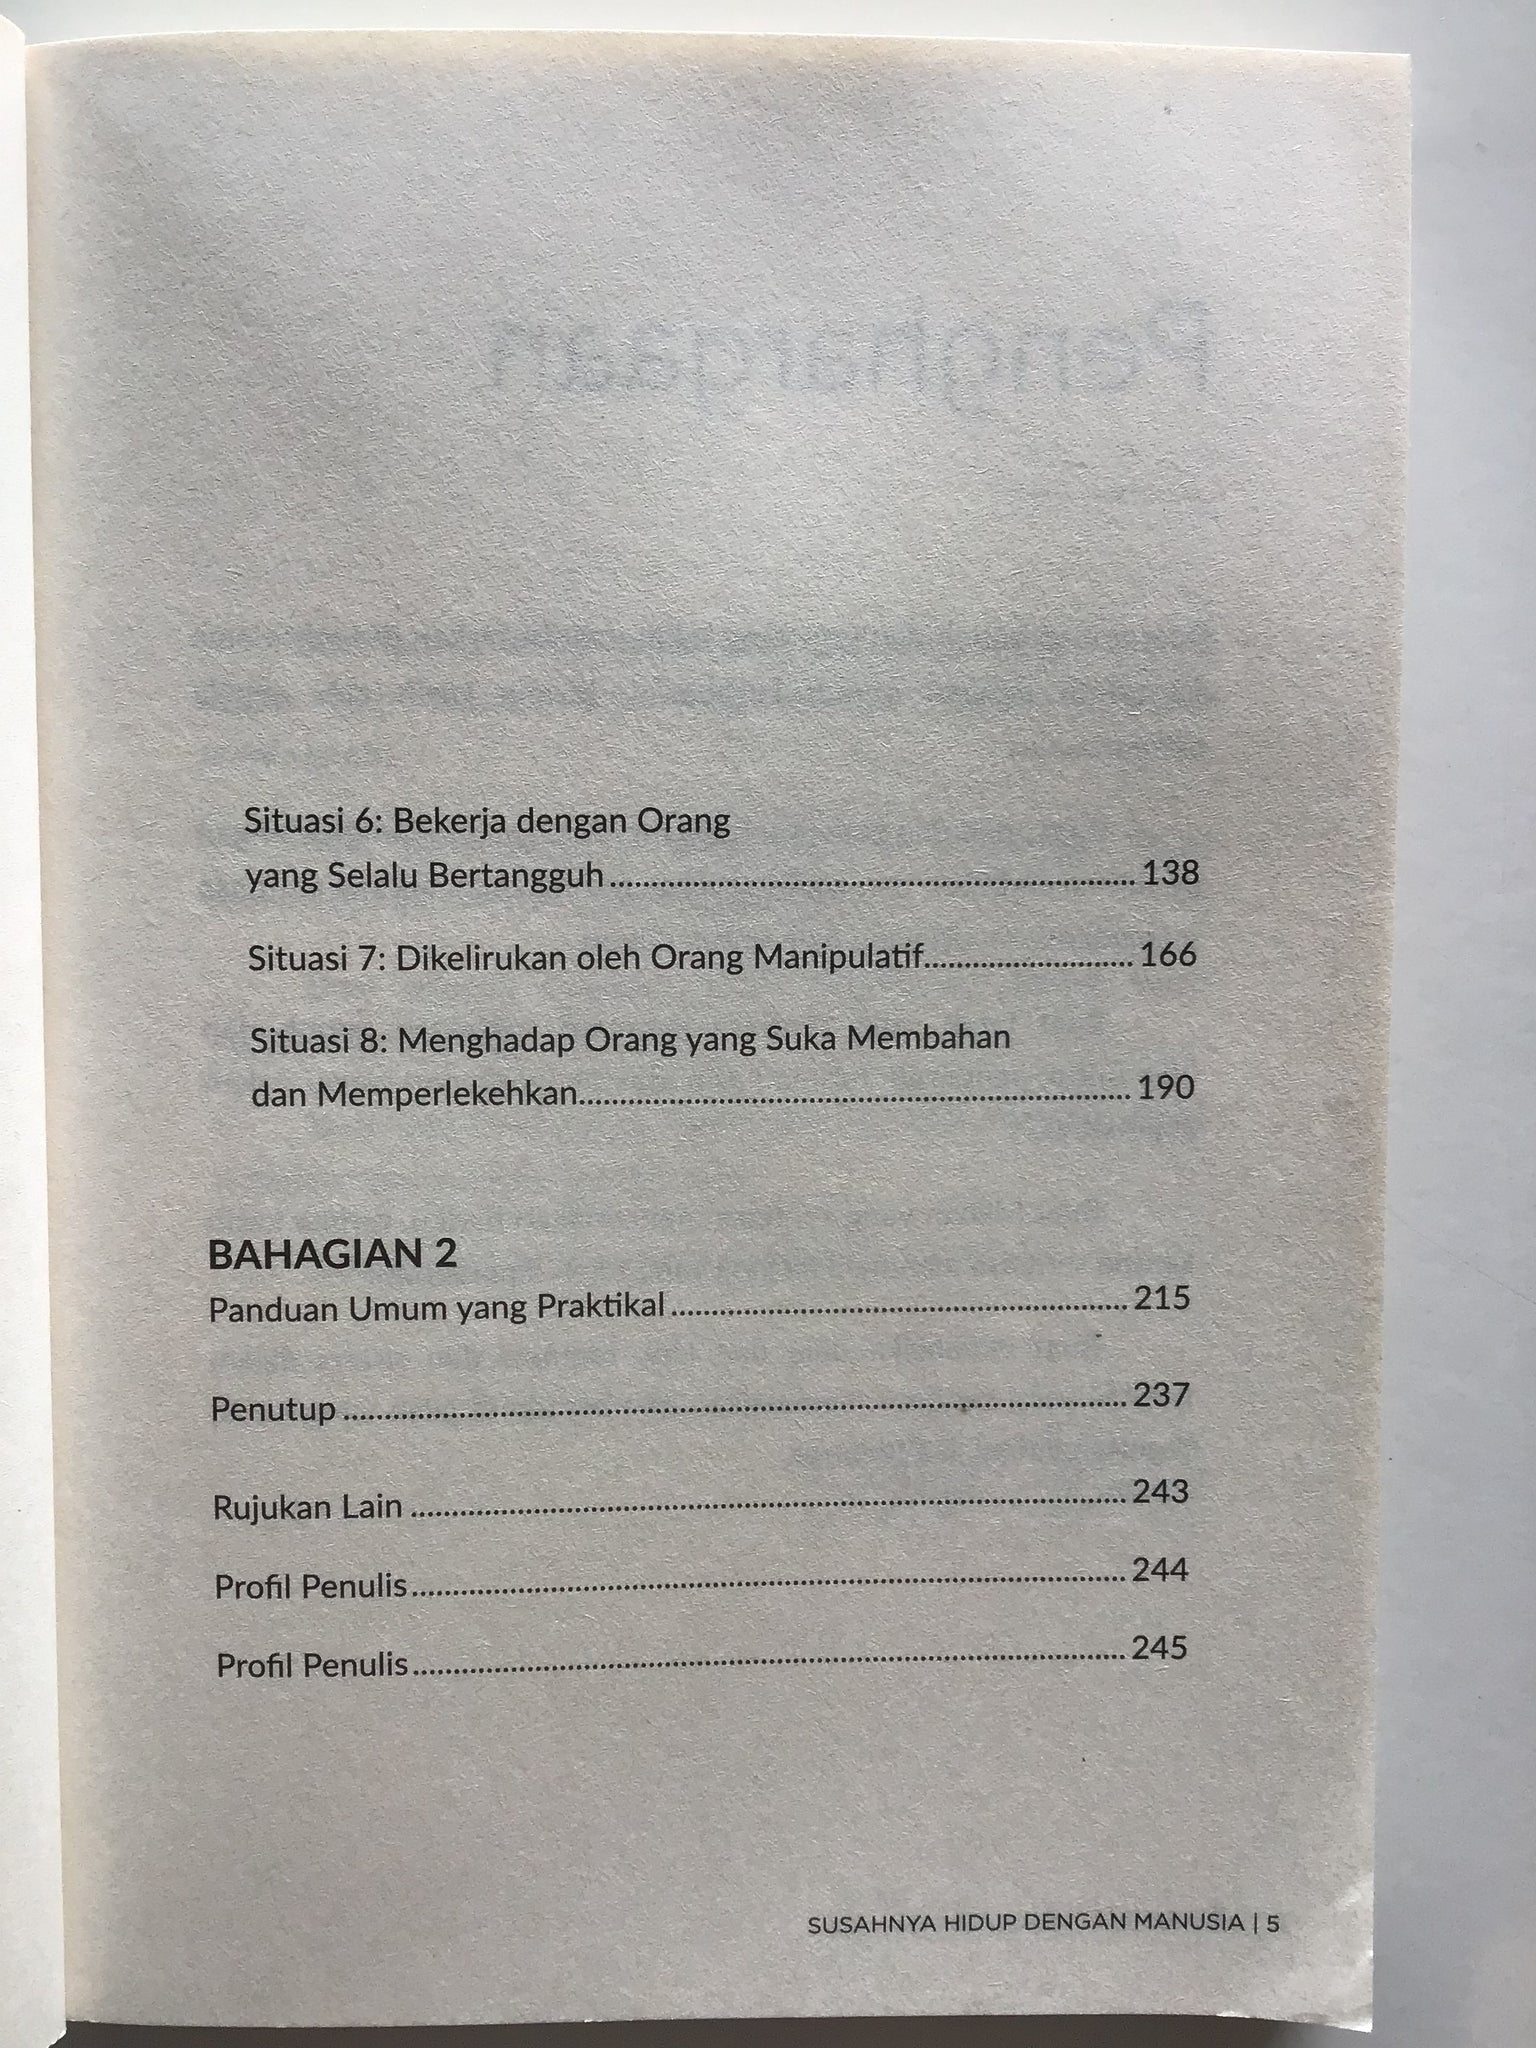 Situasi 6: Bekerja dengan Orang
yang Selalu Bertangguh.................................................................. 138
Situasi 7: Dikelirukan oleh Orang Manipulatif.......................... 166
Situasi 8: Menghadap Orang yang Suka Membahan
dan Memperlekehkan..................................................................... 190
BAHAGIAN 2
Panduan Umum yang Praktikal......................................................... 215
Penutup ................................................................................................. 237
Rujukan Lain ......................................................................................... 243
Profil Penulis......................................................................................... 244
Profil Penulis......................................................................................... 245
SUSAHNYA HIDUP DENGAN MANUSIA | 5